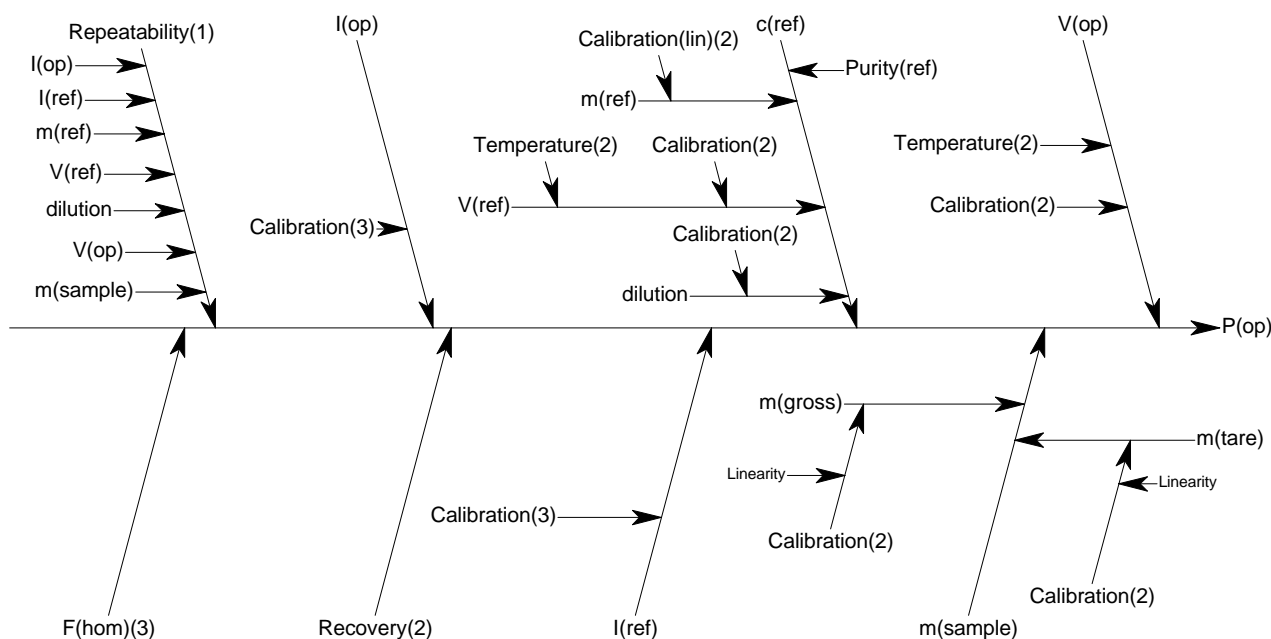 Repeatability(1)
I(op)
I(ref)
m(ref)
V(ref)
dilution
V(op)
m(sample)
I(op)
Calibration(3)
c(ref)
Calibration(lin)(2)
Purity(ref)
m(ref)
Temperature(2)
Calibration(2)
V(ref)
Calibration(2)
dilution
V(op)
Temperature(2)
Calibration(2)
P(op)
F(hom)(3)
Recovery(2)
Calibration(3)
I(ref)
m(gross)
Linearity
Calibration(2)
m(tare)
Linearity
Calibration(2)
m(sample)